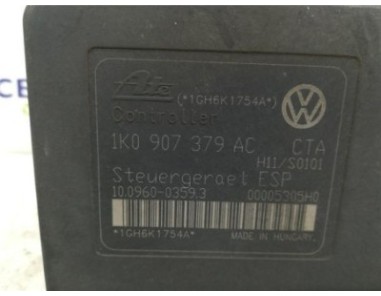 Ate (*1GH6K1754A*)
Controller
1K0 907 379 AC CTA
H11/S0101
Steuergeraet ESP
10.0960-0359.3 00005305H0
*1GH6K1754A* MADE IN HUNGARY